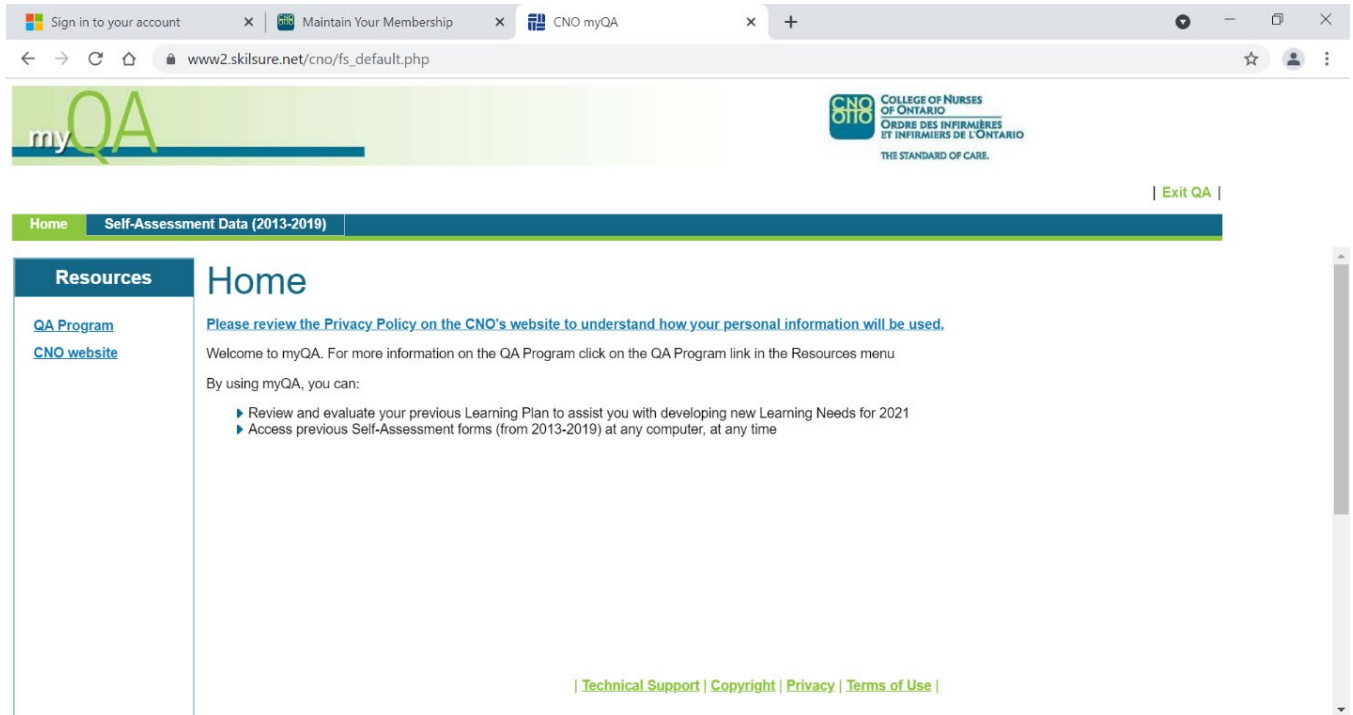 Sign in to your account
Maintain Your Membership
CNO myQA
www2.skilsure.net/cno/fs_default.php
myQA
CNO
OIIO
COLLEGE OF NURSES
OF ONTARIO
ORDRE DES INFIRMIÈRES
ET INFIRMIERS DE L'ONTARIO
THE STANDARD OF CARE.
| Exit QA |
Home Self-Assessment Data (2013-2019)
Resources
QA Program
CNO website
Home
Please review the Privacy Policy on the CNO's website to understand how your personal information will be used.
Welcome to myQA. For more information on the QA Program click on the QA Program link in the Resources menu
By using myQA, you can:
Review and evaluate your previous Learning Plan to assist you with developing new Learning Needs for 2021
Access previous Self-Assessment forms (from 2013-2019) at any computer, at any time
| Technical Support | Copyright | Privacy | Terms of Use |